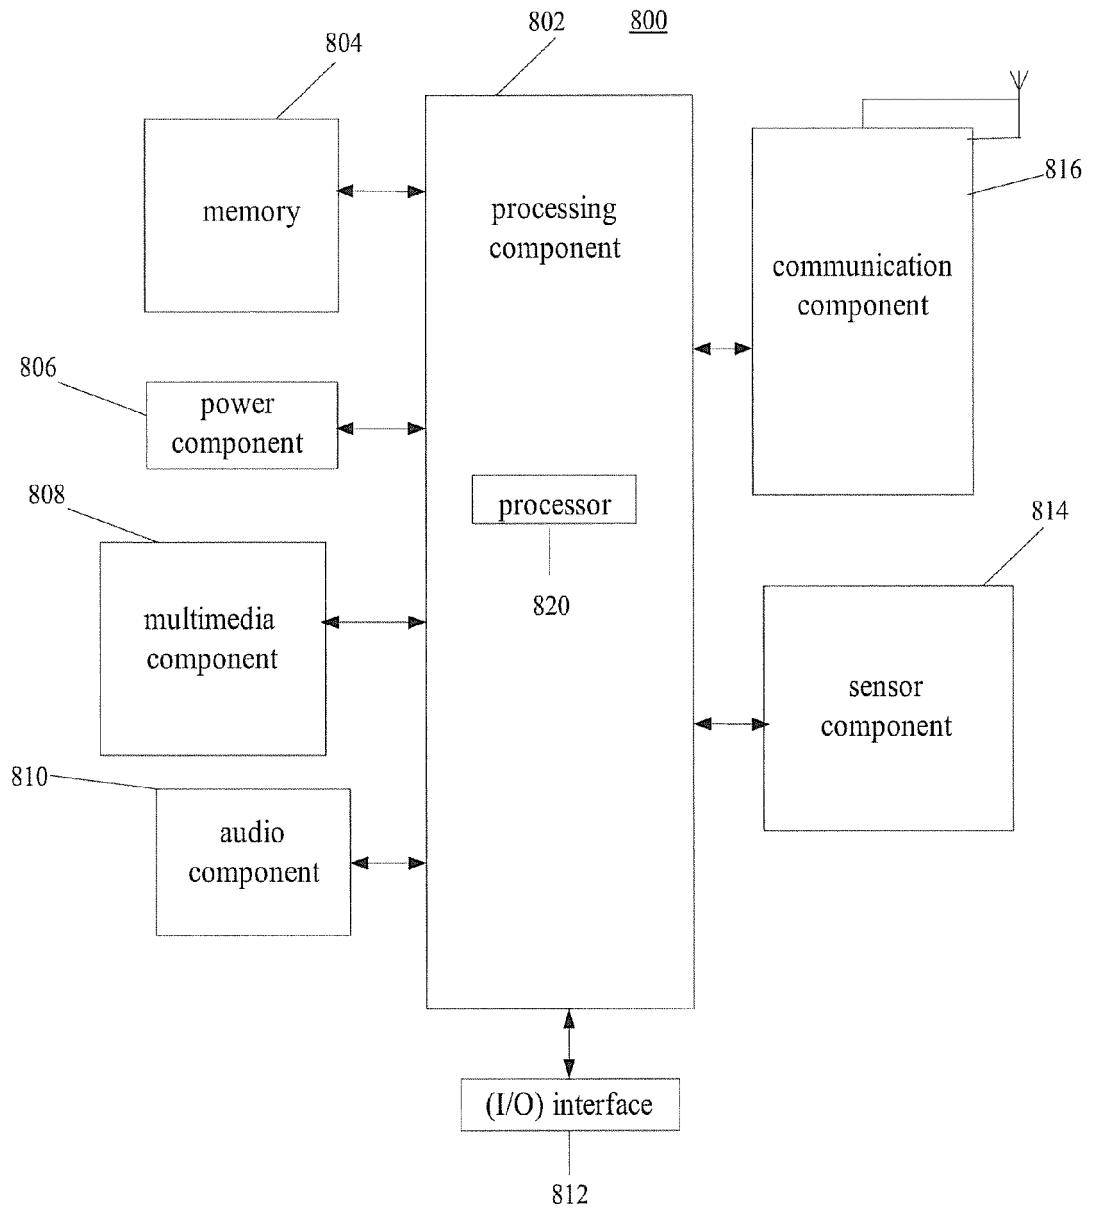 800
802
804
memory
processing
component
816
communication
component
806
power
component
808
processor
820
814
multimedia
component
sensor
component
810
audio
component
(I/O) interface
812